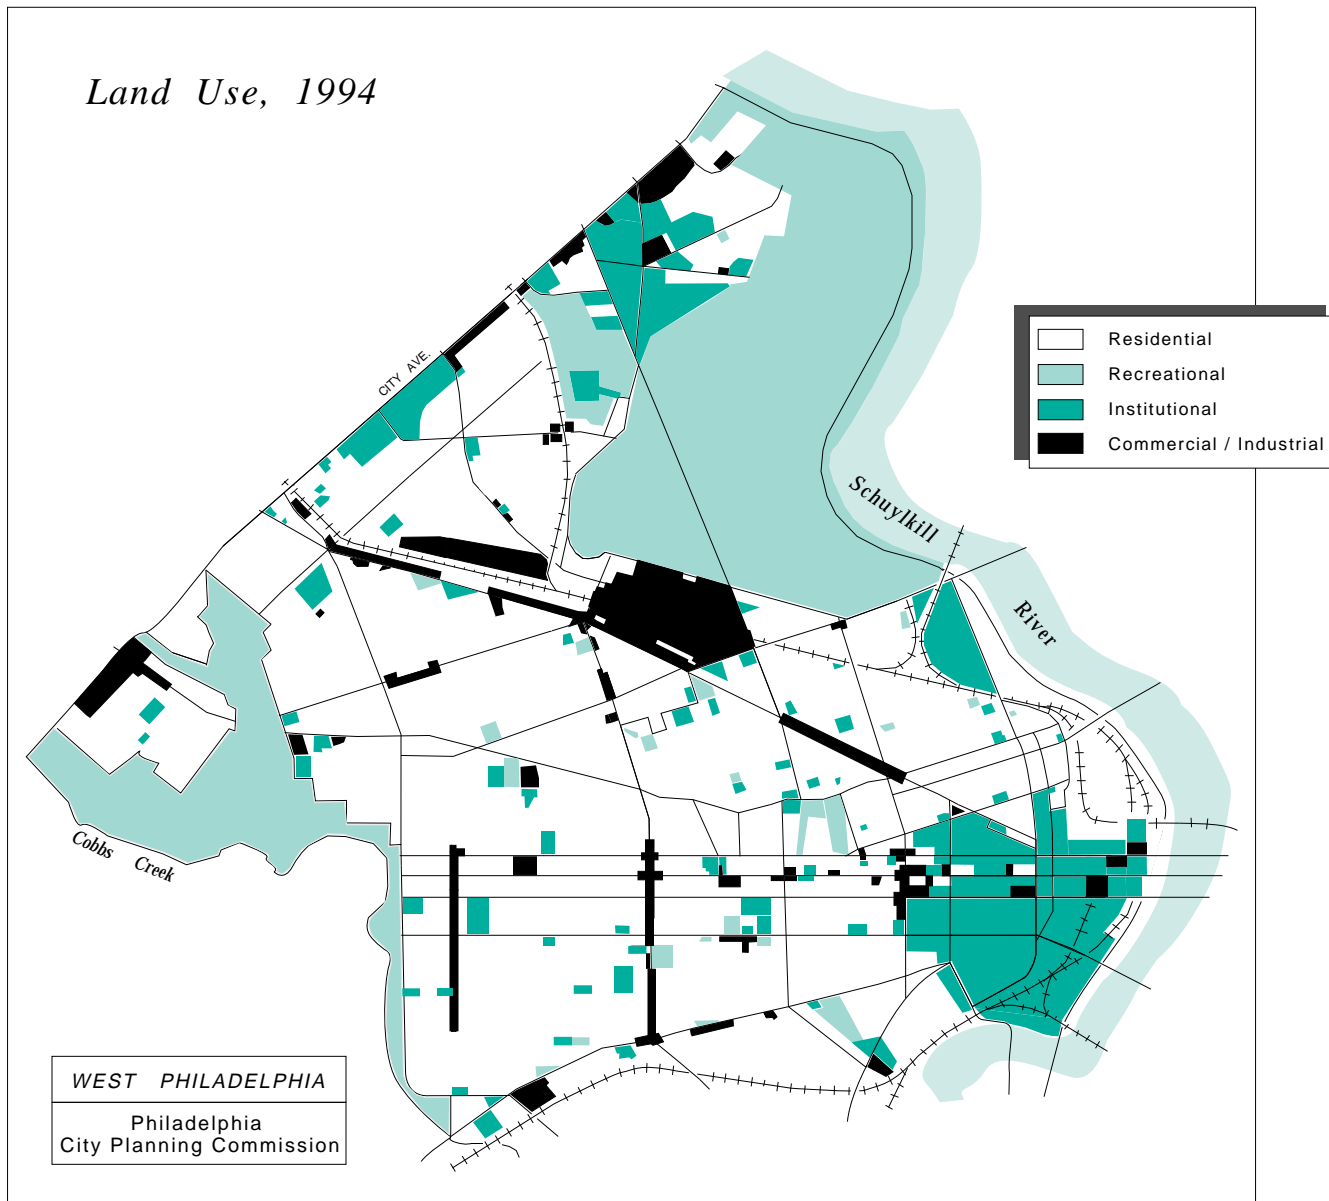 Land Use, 1994
CITY AVE.
Residential
Recreational
Institutional
Commercial / Industrial
Schuylkill
River
Cobbs Creek
WEST PHILADELPHIA
Philadelphia
City Planning Commission